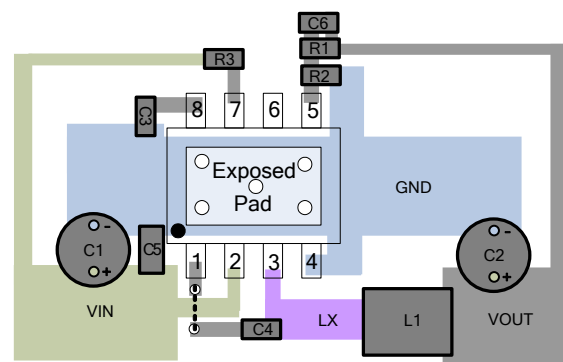 C6
R1
R3
R2
C3
8 7 6 5
Exposed
Pad
GND
- C1 +
C5
- C2 +
1 2 3 4
VIN
C4
LX
L1
VOUT